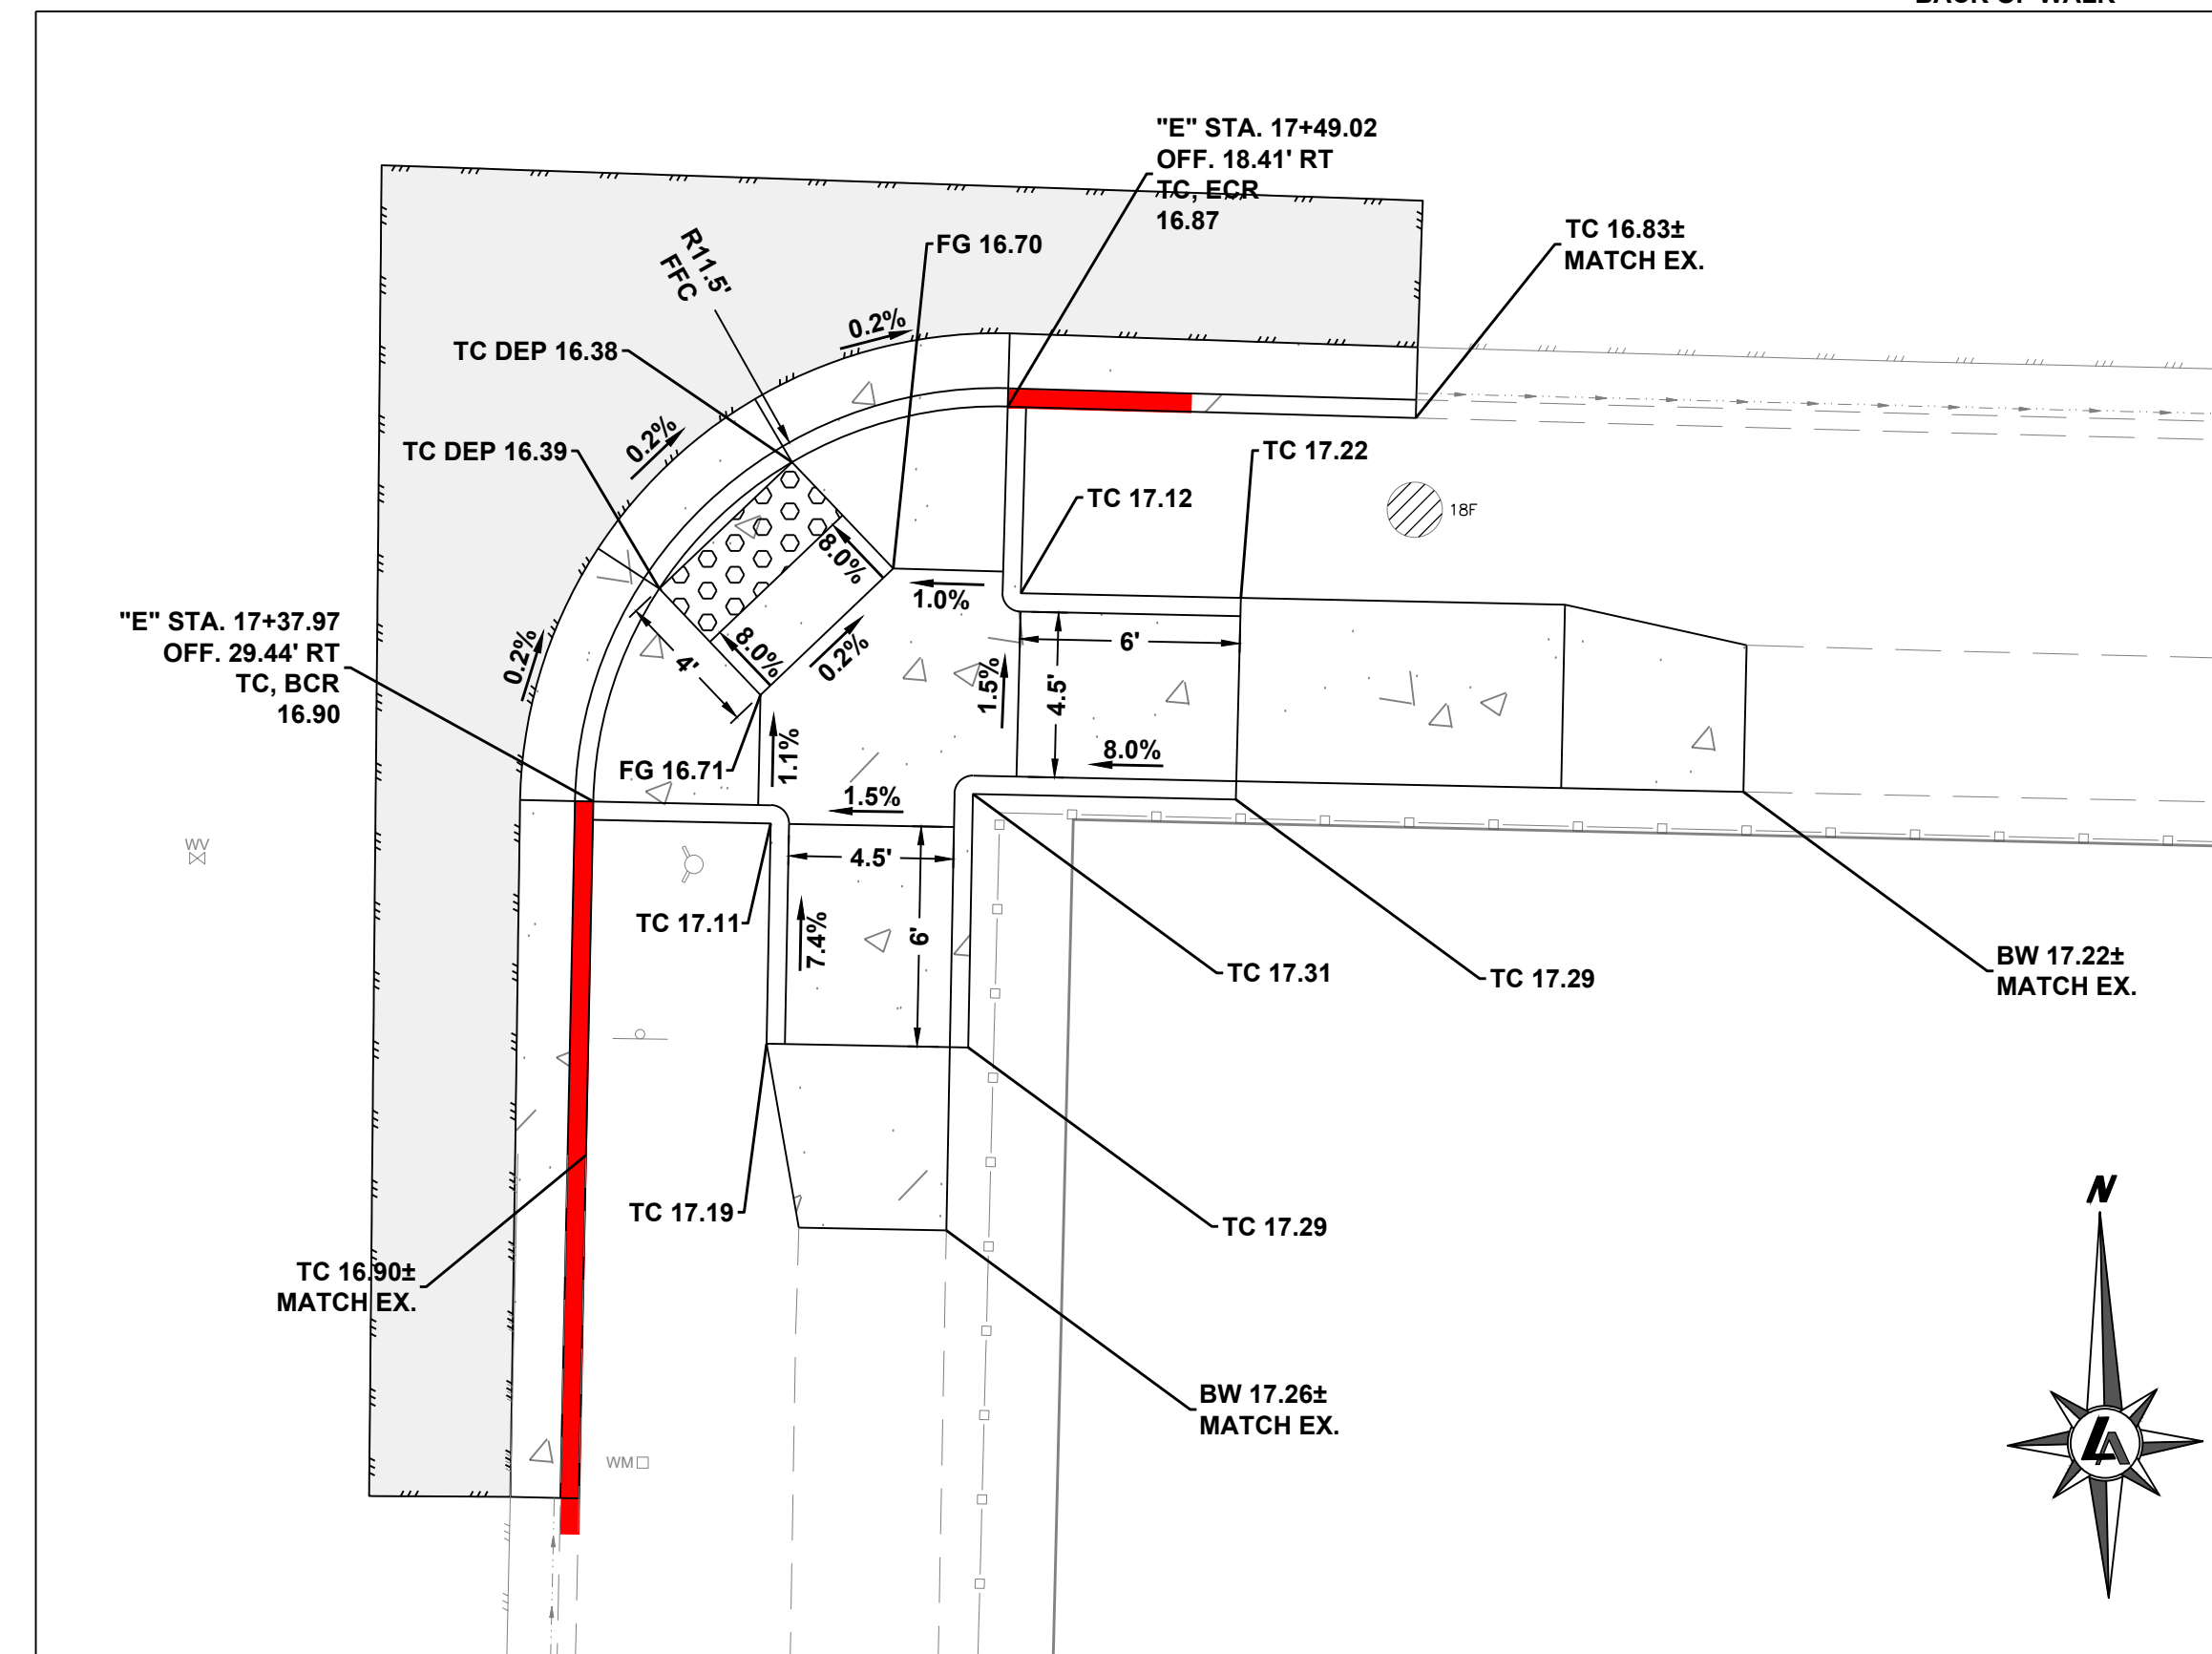 "E" STA. 17+49.02
OFF. 18.41' RT
TC, ECR
16.87
TC 16.83±
MATCH EX.
FG 16.70
R11.5'
FFC
0.2%
TC DEP 16.38
0.2%
TC DEP 16.39
TC 17.22
TC 17.12
18F
8.0%
1.0%
"E" STA. 17+37.97
OFF. 29.44' RT
TC, BCR
16.90
0.2%
8.0%
4'
0.2%
6'
1.5%
4.5'
8.0%
FG 16.71
1.1%
1.5%
WV
4.5'
TC 17.11
7.4%
6'
TC 17.31
TC 17.29
BW 17.22±
MATCH EX.
N
TC 17.19
TC 17.29
TC 16.90±
MATCH EX.
BW 17.26±
MATCH EX.
WM
LA